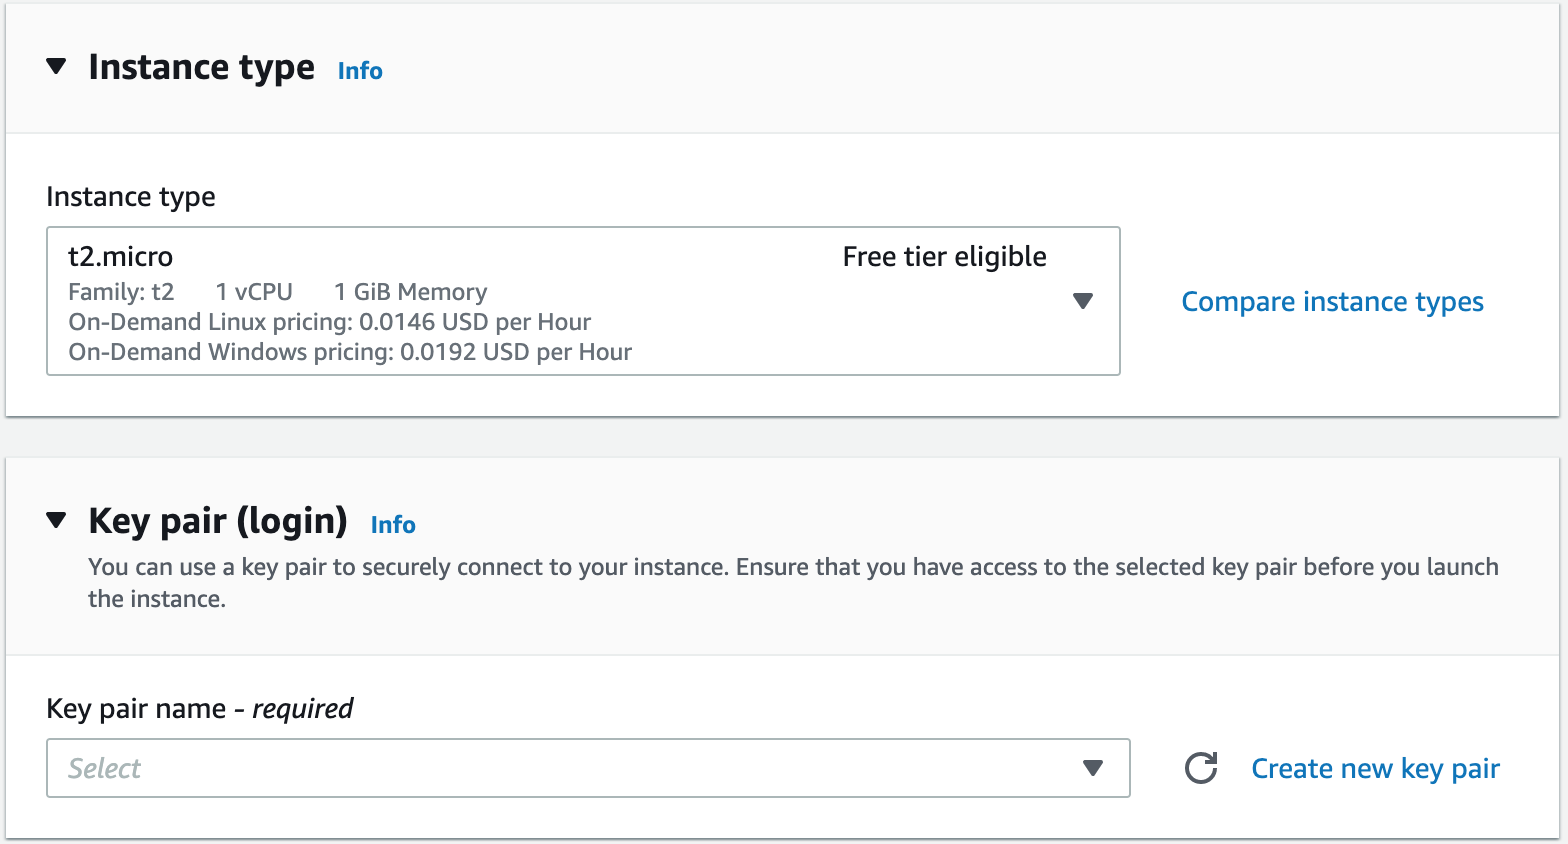 Instance type Info
Instance type
t2.micro Free tier eligible
Family: t2 1 vCPU 1 GiB Memory
On-Demand Linux pricing: 0.0146 USD per Hour
On-Demand Windows pricing: 0.0192 USD per Hour
Compare instance types
Key pair (login) Info
You can use a key pair to securely connect to your instance. Ensure that you have access to the selected key pair before you launch
the instance.
Key pair name - required
Select
Create new key pair